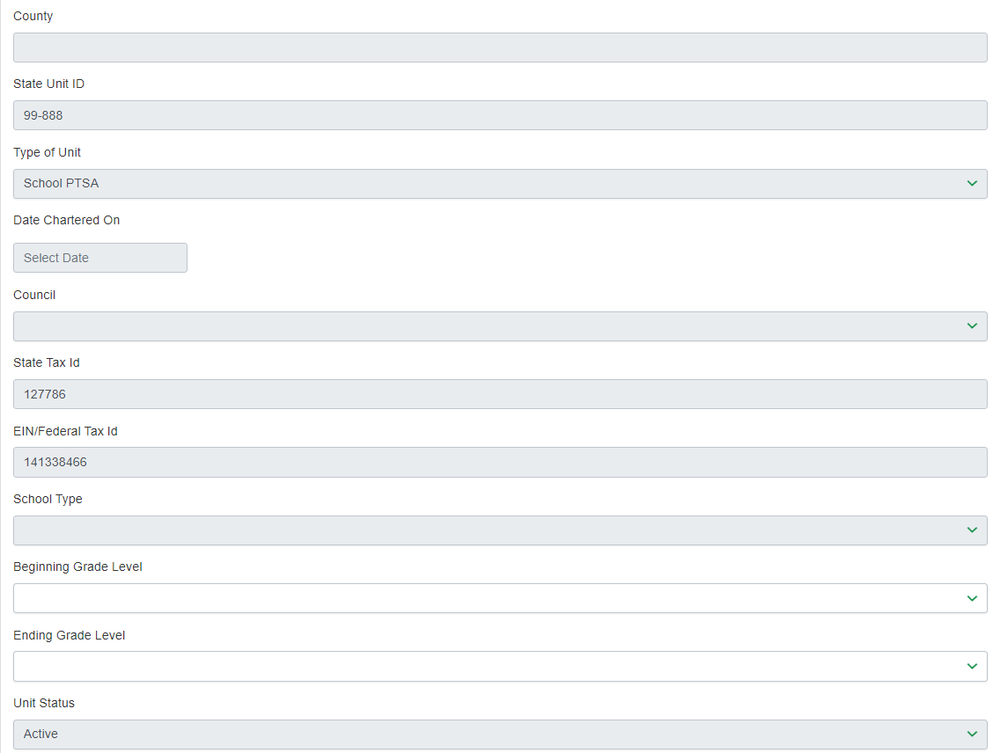 County
State Unit ID
99-888
Type of Unit
School PTSA
Date Chartered On
Select Date
Council
State Tax Id
127786
EIN/Federal Tax Id
141338466
School Type
Beginning Grade Level
Ending Grade Level
Unit Status
Active